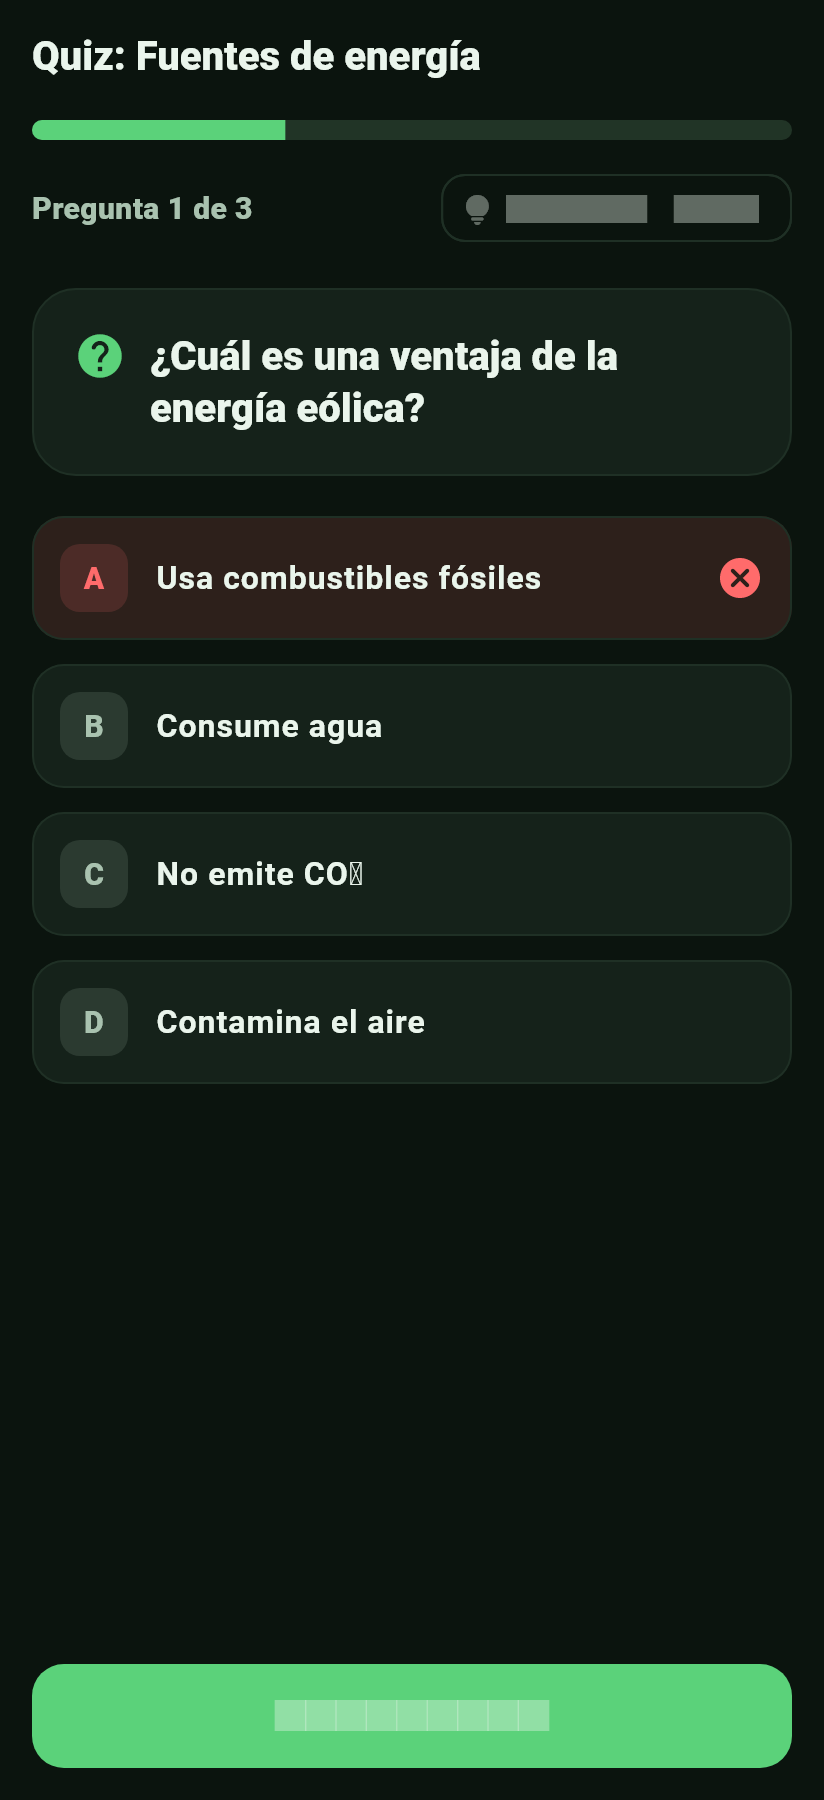 Quiz: Fuentes de energía
Pregunta 1 de 3
¿Cuál es una ventaja de la
energía eólica?
A Usa combustibles fósiles
B Consume agua
C No emite
D Contamina el aire